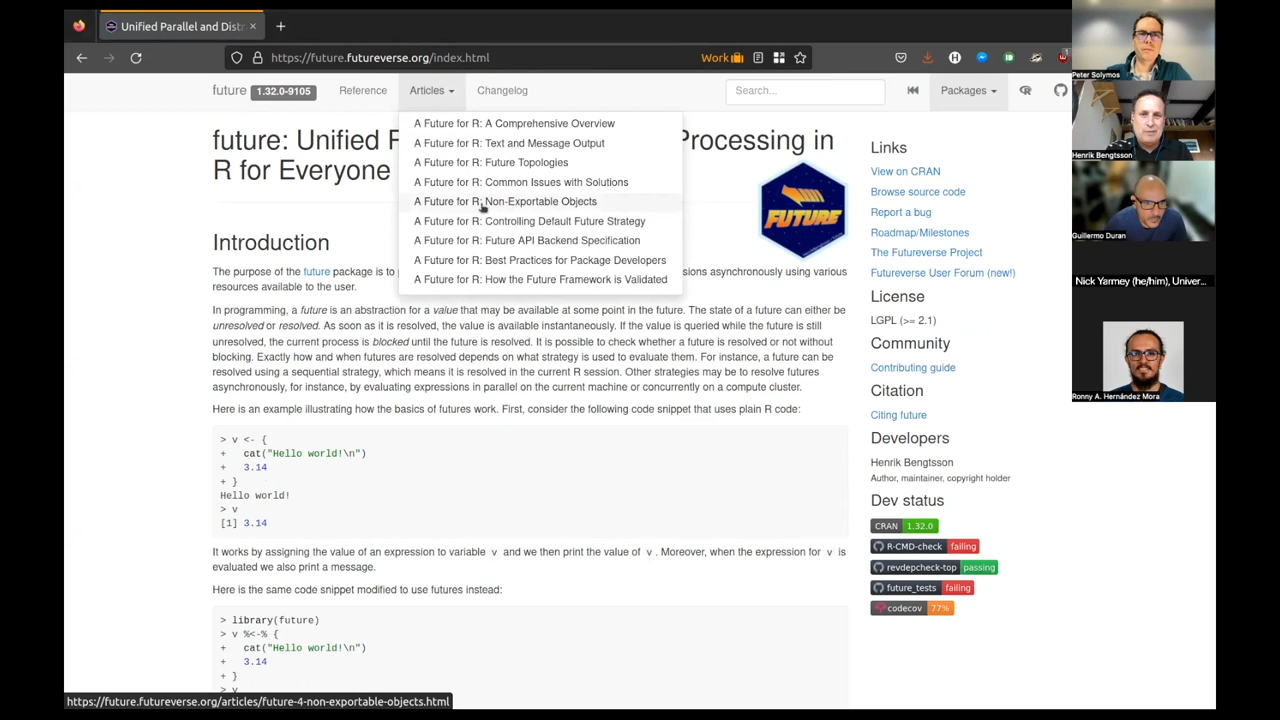 Unified Parallel and Distr
https://future.futureverse.org/index.html
Work
future 1.32.0-9105 Reference Articles Changelog Search... Packages
A Future for R: A Comprehensive Overview
A Future for R: Text and Message Output
A Future for R: Future Topologies
A Future for R: Common Issues with Solutions
A Future for R: Non-Exportable Objects
A Future for R: Controlling Default Future Strategy
A Future for R: Future API Backend Specification
A Future for R: Best Practices for Package Developers
A Future for R: How the Future Framework is Validated
future: Unified Processing in
R for Everyone
FUTURE
Introduction
The purpose of the future package is to p sions asynchronously using various
resources available to the user.
In programming, a future is an abstraction for a value that may be available at some point in the future. The state of a future can either be
unresolved or resolved. As soon as it is resolved, the value is available instantaneously. If the value is queried while the future is still
unresolved, the current process is blocked until the future is resolved. It is possible to check whether a future is resolved or not without
blocking. Exactly how and when futures are resolved depends on what strategy is used to evaluate them. For instance, a future can be
resolved using a sequential strategy, which means it is resolved in the current R session. Other strategies may be to resolve futures
asynchronously, for instance, by evaluating expressions in parallel on the current machine or concurrently on a compute cluster.
Here is an example illustrating how the basics of futures work. First, consider the following code snippet that uses plain R code:
> v <- {
+ cat("Hello world!\n")
+ 3.14
+ }
Hello world!
> v
[1] 3.14
It works by assigning the value of an expression to variable v and we then print the value of v . Moreover, when the expression for v is
evaluated we also print a message.
Here is the same code snippet modified to use futures instead:
> library(future)
> v %<-% {
+ cat("Hello world!\n")
+ 3.14
+ }
> v
Links
View on CRAN
Browse source code
Report a bug
Roadmap/Milestones
The Futureverse Project
Futureverse User Forum (new!)
License
LGPL (>= 2.1)
Community
Contributing guide
Citation
Citing future
Developers
Henrik Bengtsson
Author, maintainer, copyright holder
Dev status
CRAN 1.32.0
R-CMD-check failing
revdepcheck-top passing
future_tests failing
codecov 77%
https://future.futureverse.org/articles/future-4-non-exportable-objects.html
Peter Solymos
Henrik Bengtsson
Guillermo Duran
Nick Yarmey (he/him), Univer...
Ronny A. Hernández Mora